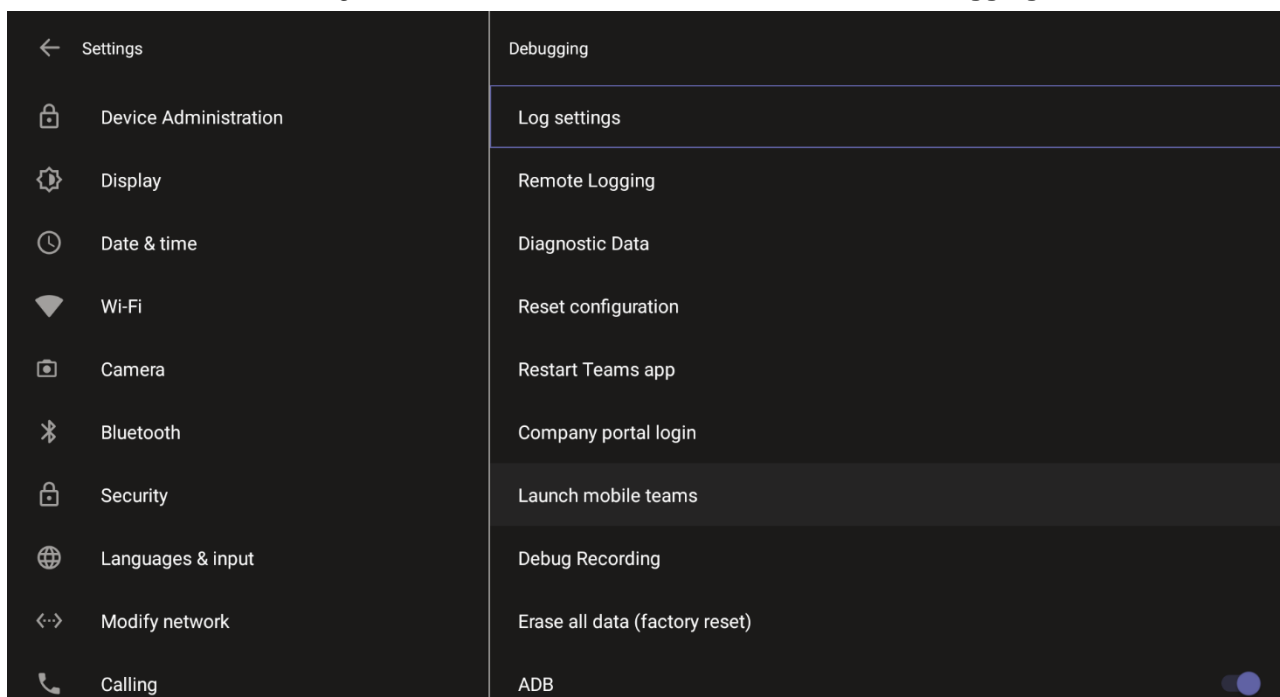 Settings
Device Administration
Display
Date & time
Wi-Fi
Camera
Bluetooth
Security
Languages & input
Modify network
Calling
Debugging
Log settings
Remote Logging
Diagnostic Data
Reset configuration
Restart Teams app
Company portal login
Launch mobile teams
Debug Recording
Erase all data (factory reset)
ADB